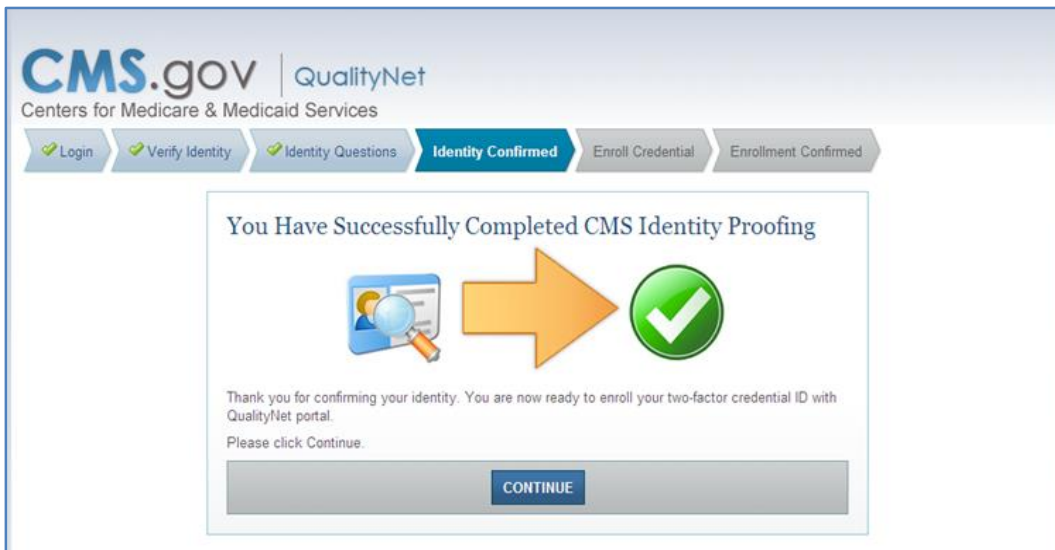 CMS.gov | QualityNet
Centers for Medicare & Medicaid Services
Login Verify Identity Identity Questions Identity Confirmed Enroll Credential Enrollment Confirmed
You Have Successfully Completed CMS Identity Proofing
Thank you for confirming your identity. You are now ready to enroll your two-factor credential ID with
QualityNet portal.
Please click Continue.
CONTINUE